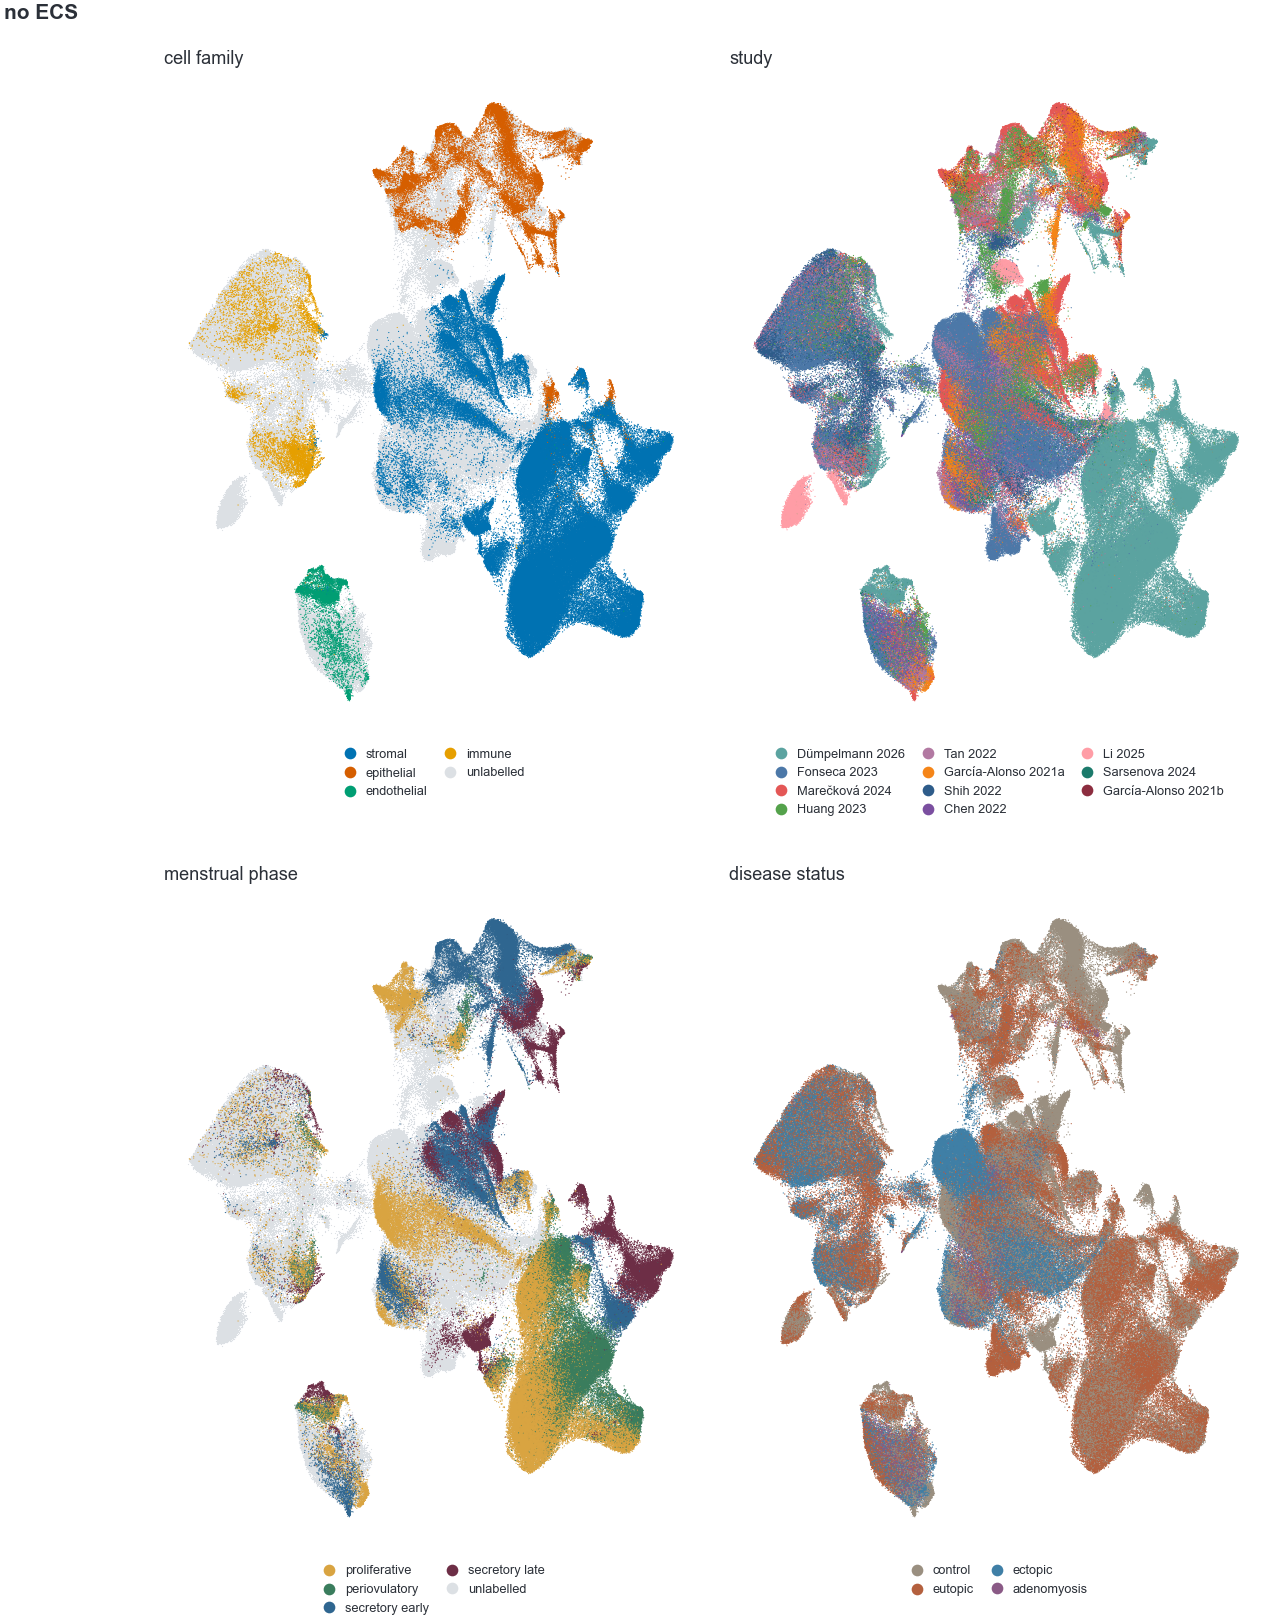 no ECS
cell family
study
stromal
epithelial
endothelial
immune
unlabelled
Dümpelmann 2026
Fonseca 2023
Marečková 2024
Huang 2023
Tan 2022
García-Alonso 2021a
Shih 2022
Chen 2022
Li 2025
Sarsenova 2024
García-Alonso 2021b
menstrual phase
disease status
proliferative
periovulatory
secretory early
secretory late
unlabelled
control
eutopic
ectopic
adenomyosis